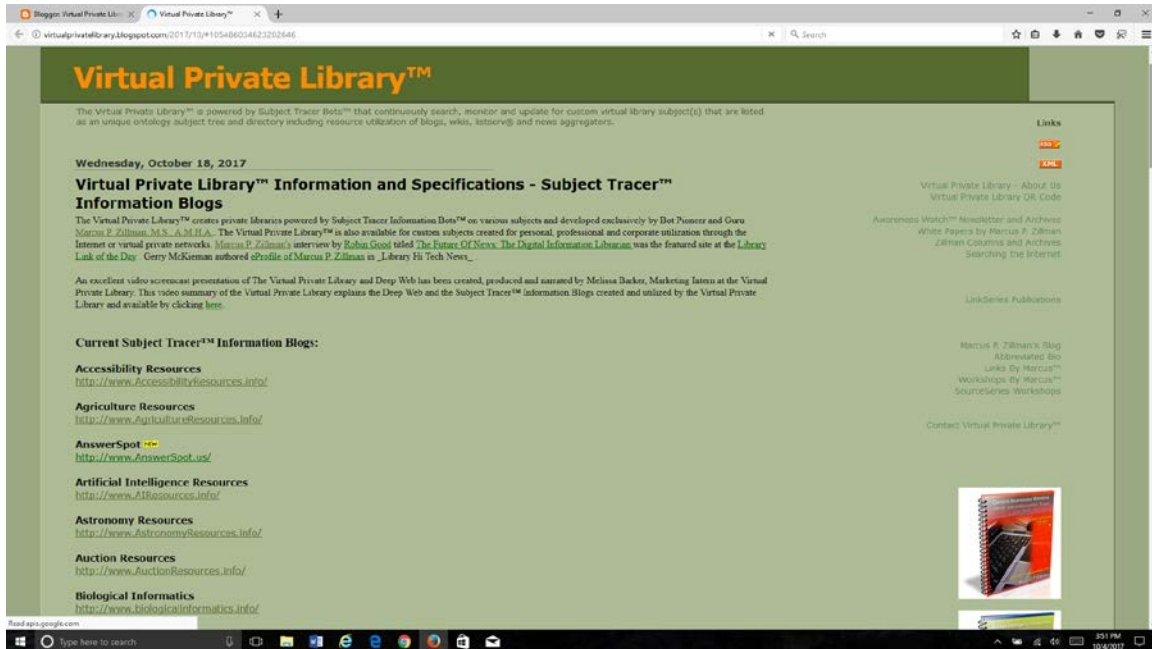 Blogger: Virtual Private Libr
Virtual Private Library™
virtualprivatelibrary.blogspot.com/2017/10/#105486034623202646
Search
Virtual Private Library™
The Virtual Private Library™ is powered by Subject Tracer Bots™ that continuously search, monitor and update for custom virtual library subject(s) that are listed
as an unique ontology subject tree and directory including resource utilization of blogs, wikis, listserv® and news aggregators.
Wednesday, October 18, 2017
Virtual Private Library™ Information and Specifications - Subject Tracer™
Information Blogs
The Virtual Private Library™ creates private libraries powered by Subject Tracer Information Bots™ on various subjects and developed exclusively by Bot Pioneer and Guru
Marcus P. Zillman, M.S., A.M.H.A.. The Virtual Private Library™ is also available for custom subjects created for personal, professional and corporate utilization through the
Internet or virtual private networks. Marcus P. Zillman's interview by Robin Good titled The Future Of News: The Digital Information Librarian was the featured site at the Library
Link of the Day. Gerry McKiernan authored eProfile of Marcus P. Zillman in _Library Hi Tech News_.
An excellent video screencast presentation of The Virtual Private Library and Deep Web has been created, produced and narrated by Melissa Barker, Marketing Intern at the Virtual
Private Library. This video summary of the Virtual Private Library explains the Deep Web and the Subject Tracer™ Information Blogs created and utilized by the Virtual Private
Library and available by clicking here.
Current Subject Tracer™ Information Blogs:
Accessibility Resources
http://www.AccessibilityResources.info/
Agriculture Resources
http://www.AgricultureResources.info/
AnswerSpot NEW
http://www.AnswerSpot.us/
Artificial Intelligence Resources
http://www.AIResources.info/
Astronomy Resources
http://www.AstronomyResources.info/
Auction Resources
http://www.AuctionResources.info/
Biological Informatics
http://www.biologicalinformatics.info/
Links
RSS
XML
Virtual Private Library - About Us
Virtual Private Library QR Code
Awareness Watch™ Newsletter and Archives
White Papers by Marcus P. Zillman
Zillman Columns and Archives
Searching the Internet
LinkSeries Publications
Marcus P. Zillman's Blog
Abbreviated Bio
Links By Marcus™
Workshops By Marcus™
SourceSeries Workshops
Contact Virtual Private Library™
Read apis.google.com
Type here to search
3:51 PM
10/4/2017